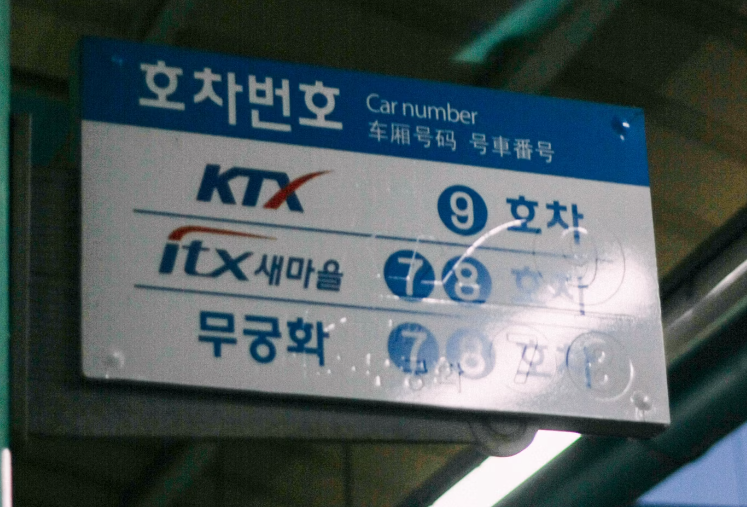 호차번호 Car number
车厢号码 号車番号
KTX 9 호차
itx 새마을 7 8 호차
무궁화 7 8 호차